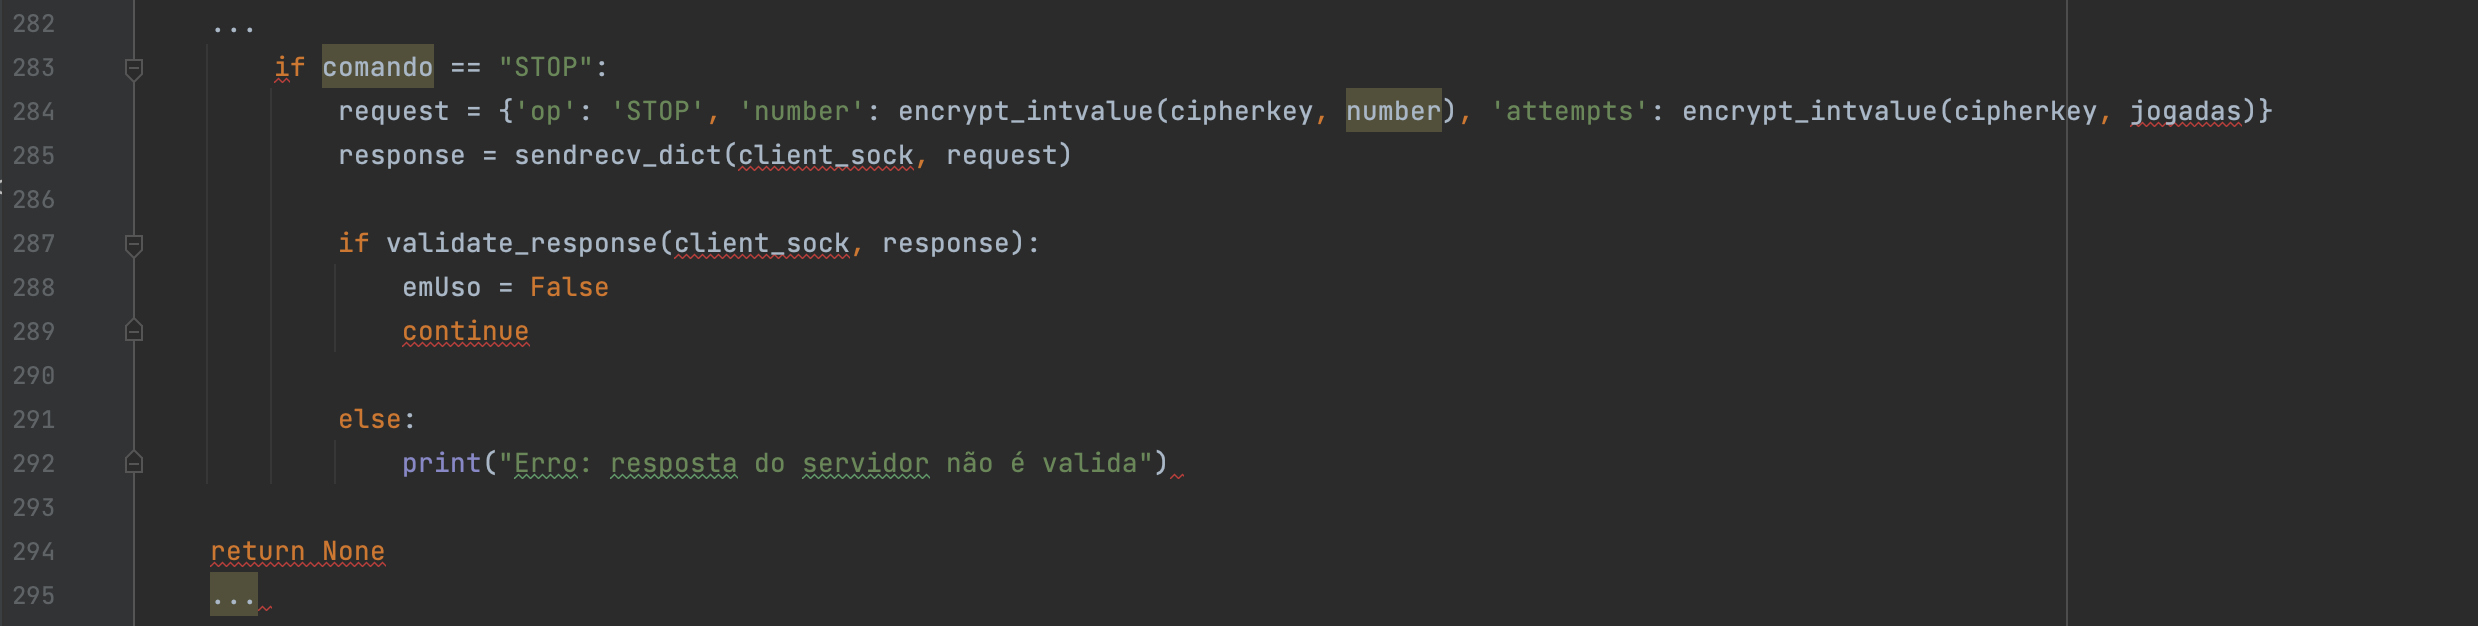 282 ...
283 if comando == "STOP":
284 request = {'op': 'STOP', 'number': encrypt_intvalue(cipherkey, number), 'attempts': encrypt_intvalue(cipherkey, jogadas)}
285 response = sendrecv_dict(client_sock, request)
286
287 if validate_response(client_sock, response):
288 emUso = False
289 continue
290
291 else:
292 print("Erro: resposta do servidor não é valida")
293
294 return None
295 ...